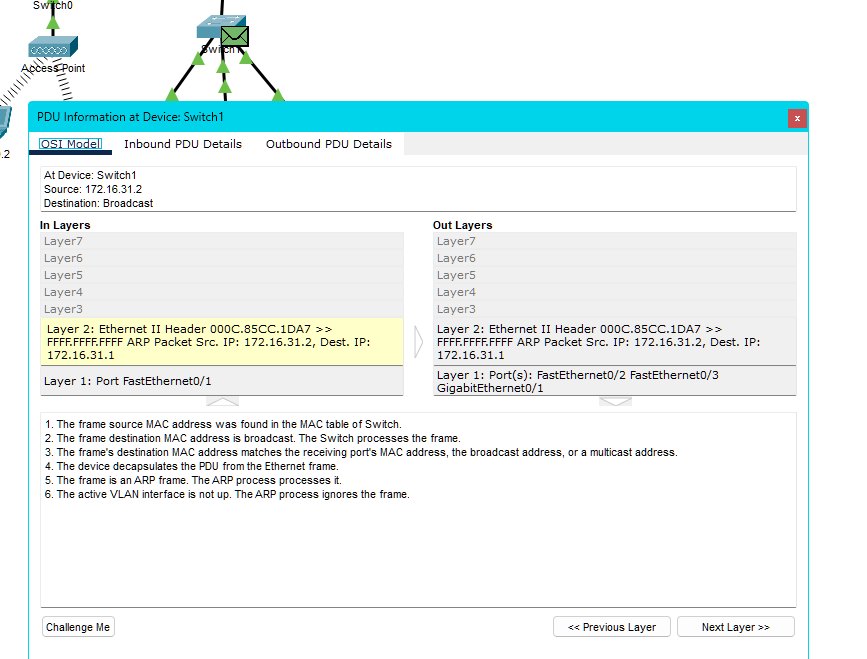 Switch0
Access Point
.2
PDU Information at Device: Switch1
x
OSI Model
Inbound PDU Details
Outbound PDU Details
At Device: Switch1
Source: 172.16.31.2
Destination: Broadcast
In Layers
Layer7
Layer6
Layer5
Layer4
Layer3
Layer 2: Ethernet II Header 000C.85CC.1DA7 >>
FFFF.FFFF.FFFF ARP Packet Src. IP: 172.16.31.2, Dest. IP:
172.16.31.1
Layer 1: Port FastEthernet0/1
Out Layers
Layer7
Layer6
Layer5
Layer4
Layer3
Layer 2: Ethernet II Header 000C.85CC.1DA7 >>
FFFF.FFFF.FFFF ARP Packet Src. IP: 172.16.31.2, Dest. IP:
172.16.31.1
Layer 1: Port(s): FastEthernet0/2 FastEthernet0/3
GigabitEthernet0/1
1. The frame source MAC address was found in the MAC table of Switch.
2. The frame destination MAC address is broadcast. The Switch processes the frame.
3. The frame's destination MAC address matches the receiving port's MAC address, the broadcast address, or a multicast address.
4. The device decapsulates the PDU from the Ethernet frame.
5. The frame is an ARP frame. The ARP process processes it.
6. The active VLAN interface is not up. The ARP process ignores the frame.
Challenge Me
<< Previous Layer
Next Layer >>